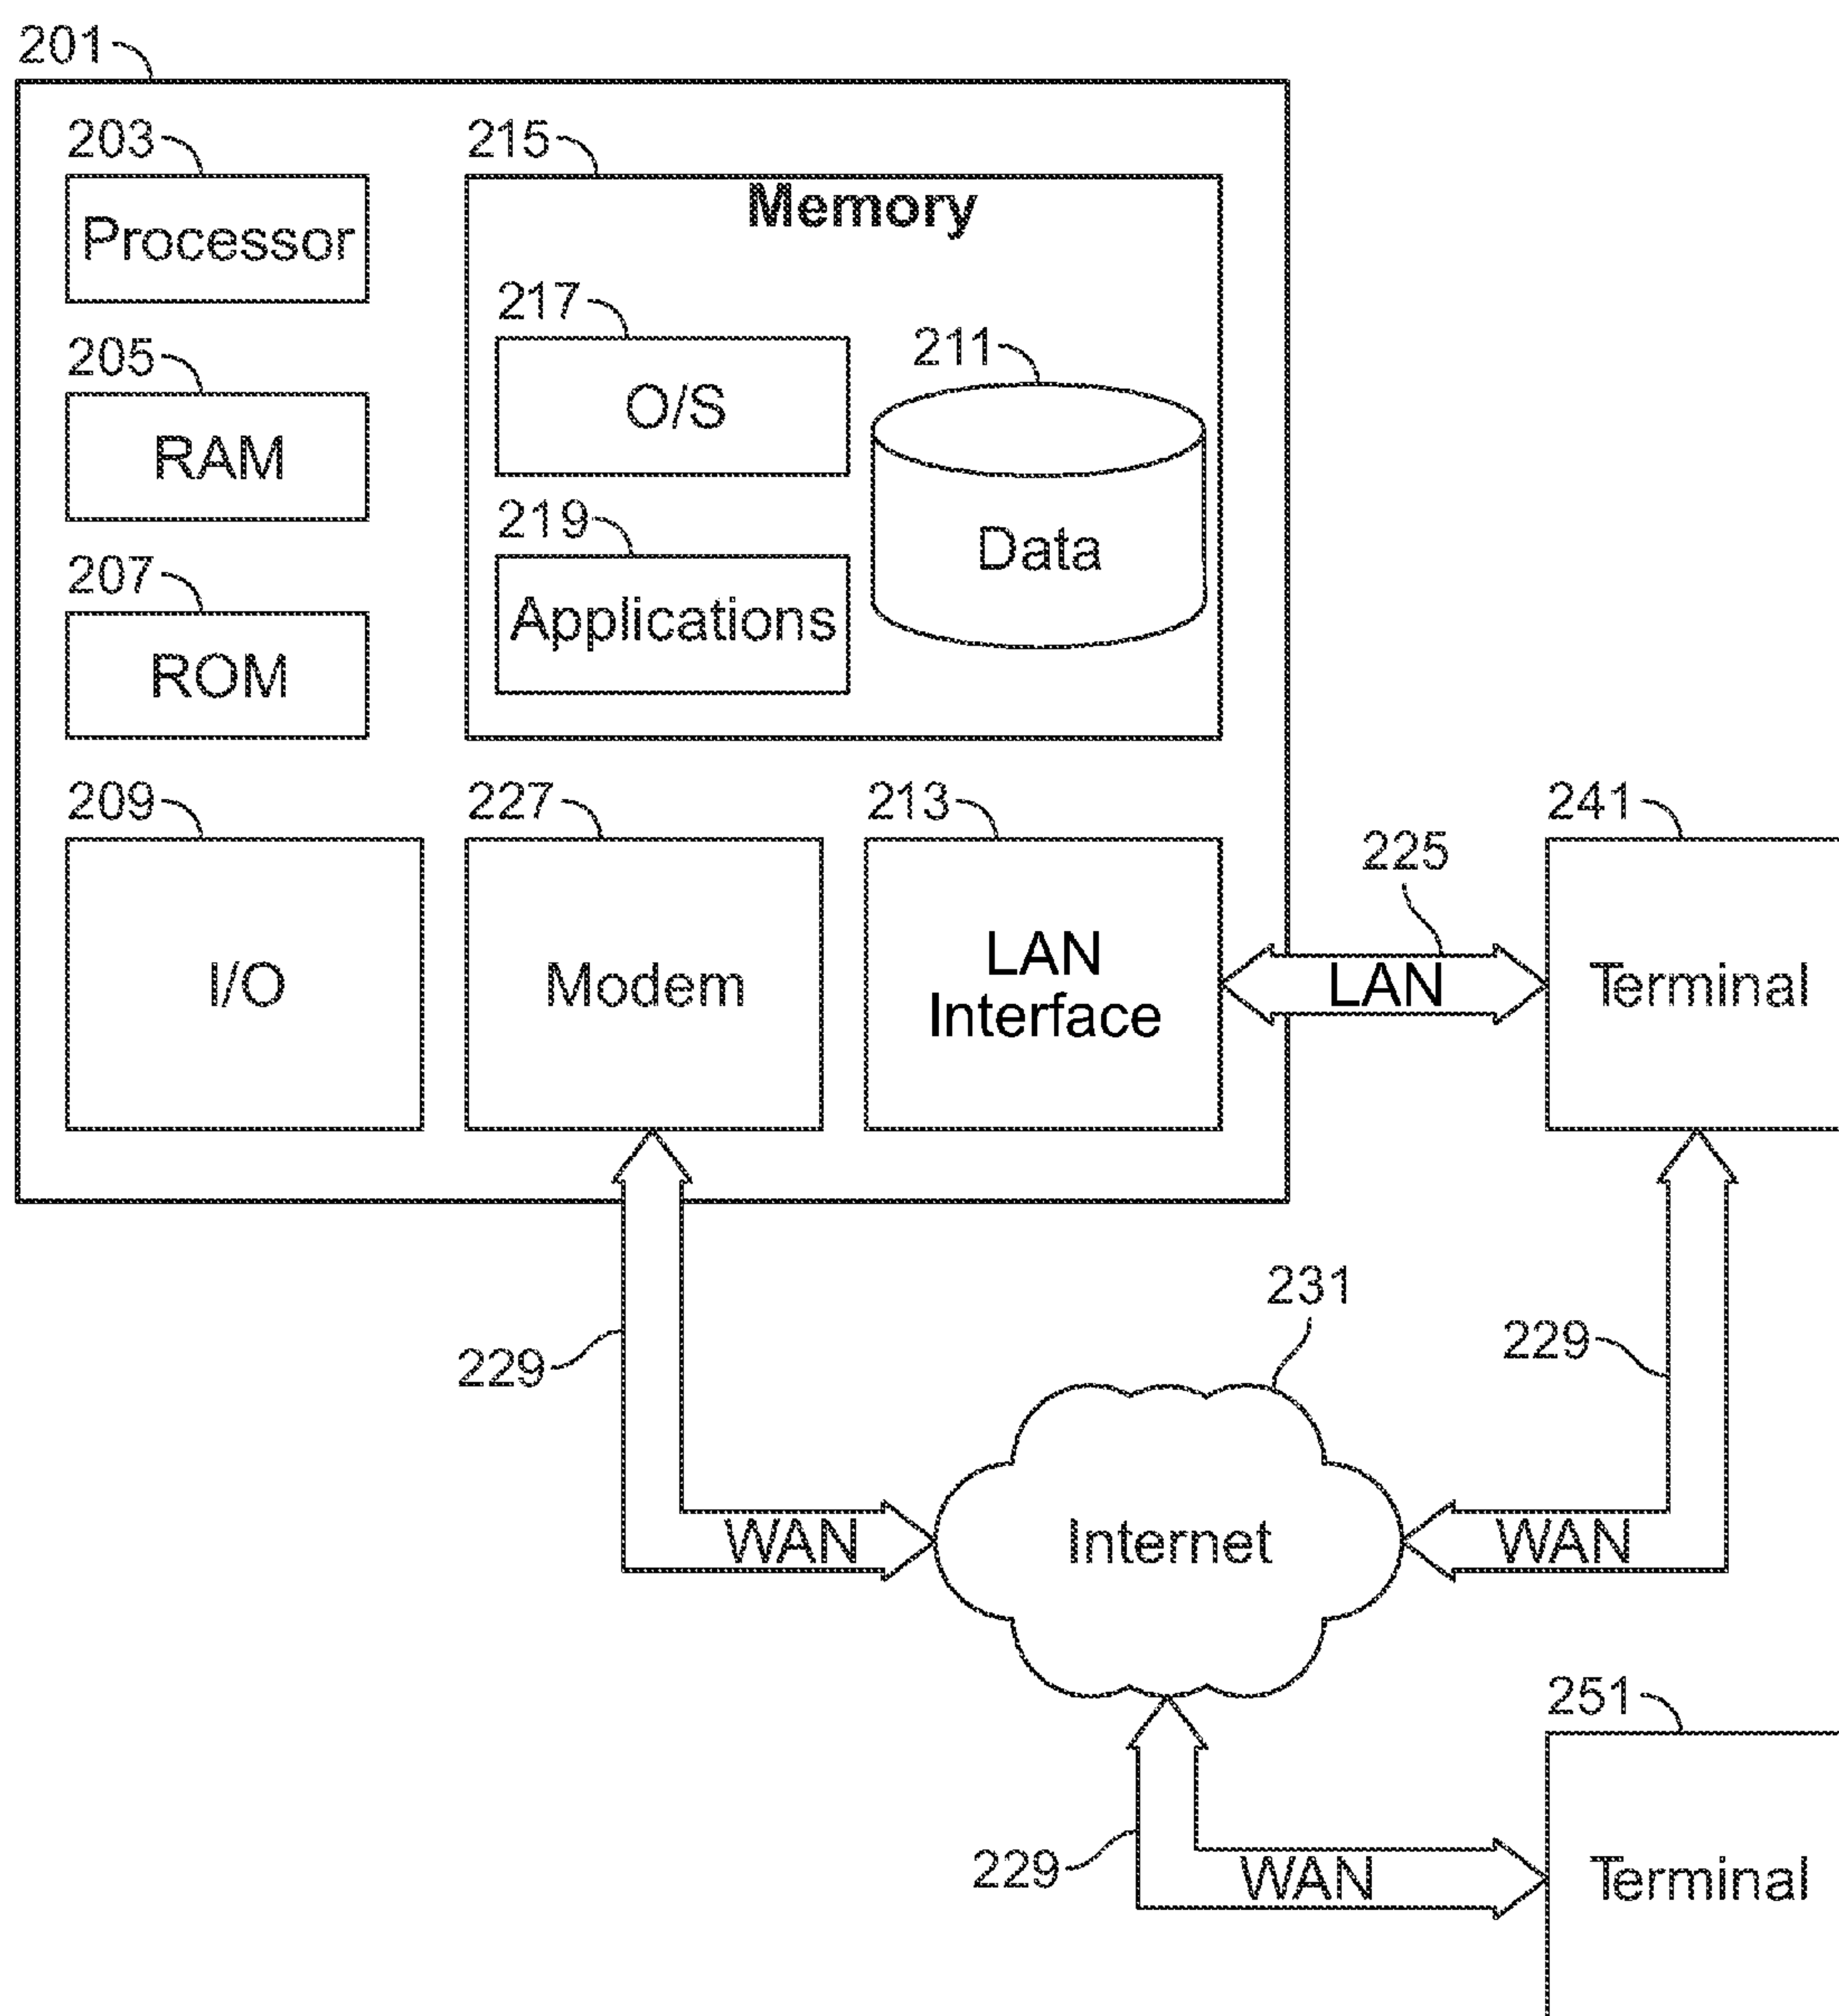 201
203
Processor
205
RAM
207
ROM
215
Memory
217
O/S
211
Data
219
Applications
209
I/O
227
Modem
213
LAN
Interface
225
LAN
241
Terminal
229
WAN
231
Internet
229
WAN
229
WAN
251
Terminal